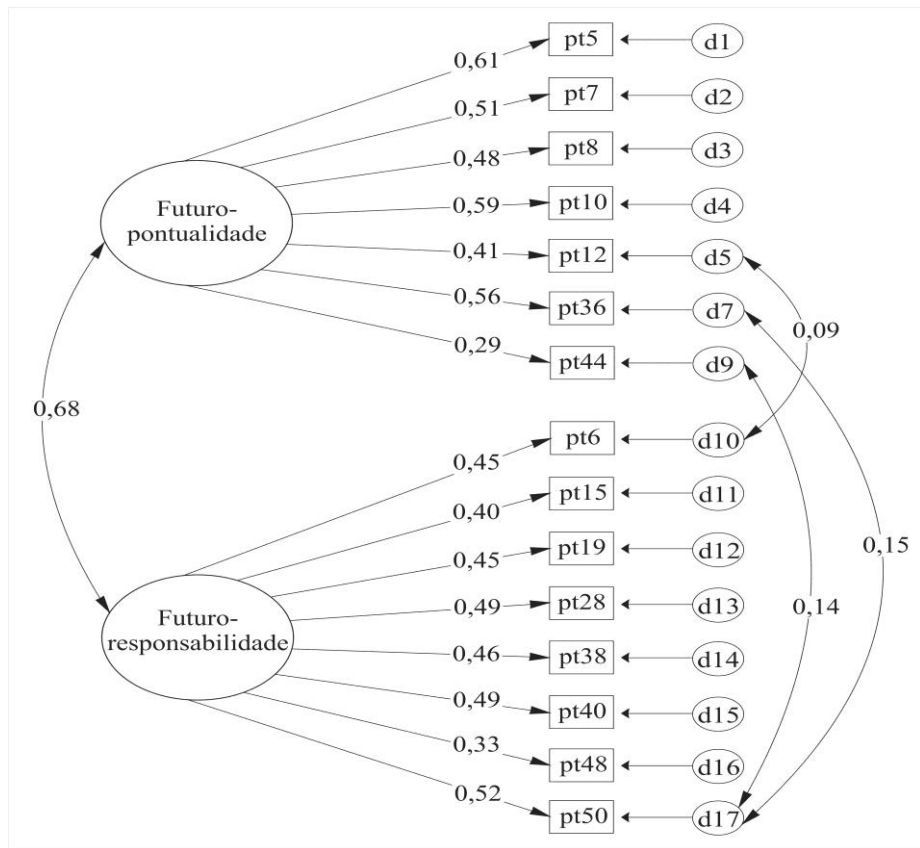 0,61 pt5 d1
0,51 pt7 d2
0,48 pt8 d3
Futuro-
pontualidade
0,59 pt10 d4
0,41 pt12 d5
0,56 pt36 d7
0,09
0,29 pt44 d9
0,68
0,45 pt6 d10
0,40 pt15 d11
0,45 pt19 d12
0,15
Futuro-
responsabilidade
0,49 pt28 d13
0,14
0,46 pt38 d14
0,49 pt40 d15
0,33 pt48 d16
0,52 pt50 d17